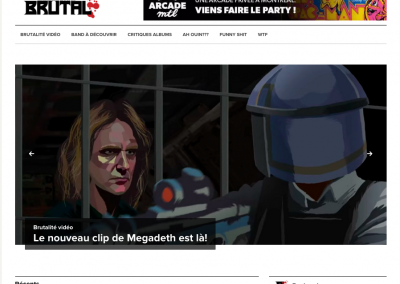 BRUTAL
ARCADE
mtl
UNE ARCADE PRIVÉE À MONTRÉAL.
VIENS FAIRE LE PARTY !
BRUTALITÉ VIDÉO BAND À DÉCOUVRIR CRITIQUES ALBUMS AH OUIN!?! FUNNY SHIT WTF
Brutalité vidéo
Le nouveau clip de Megadeth est là!
Récents